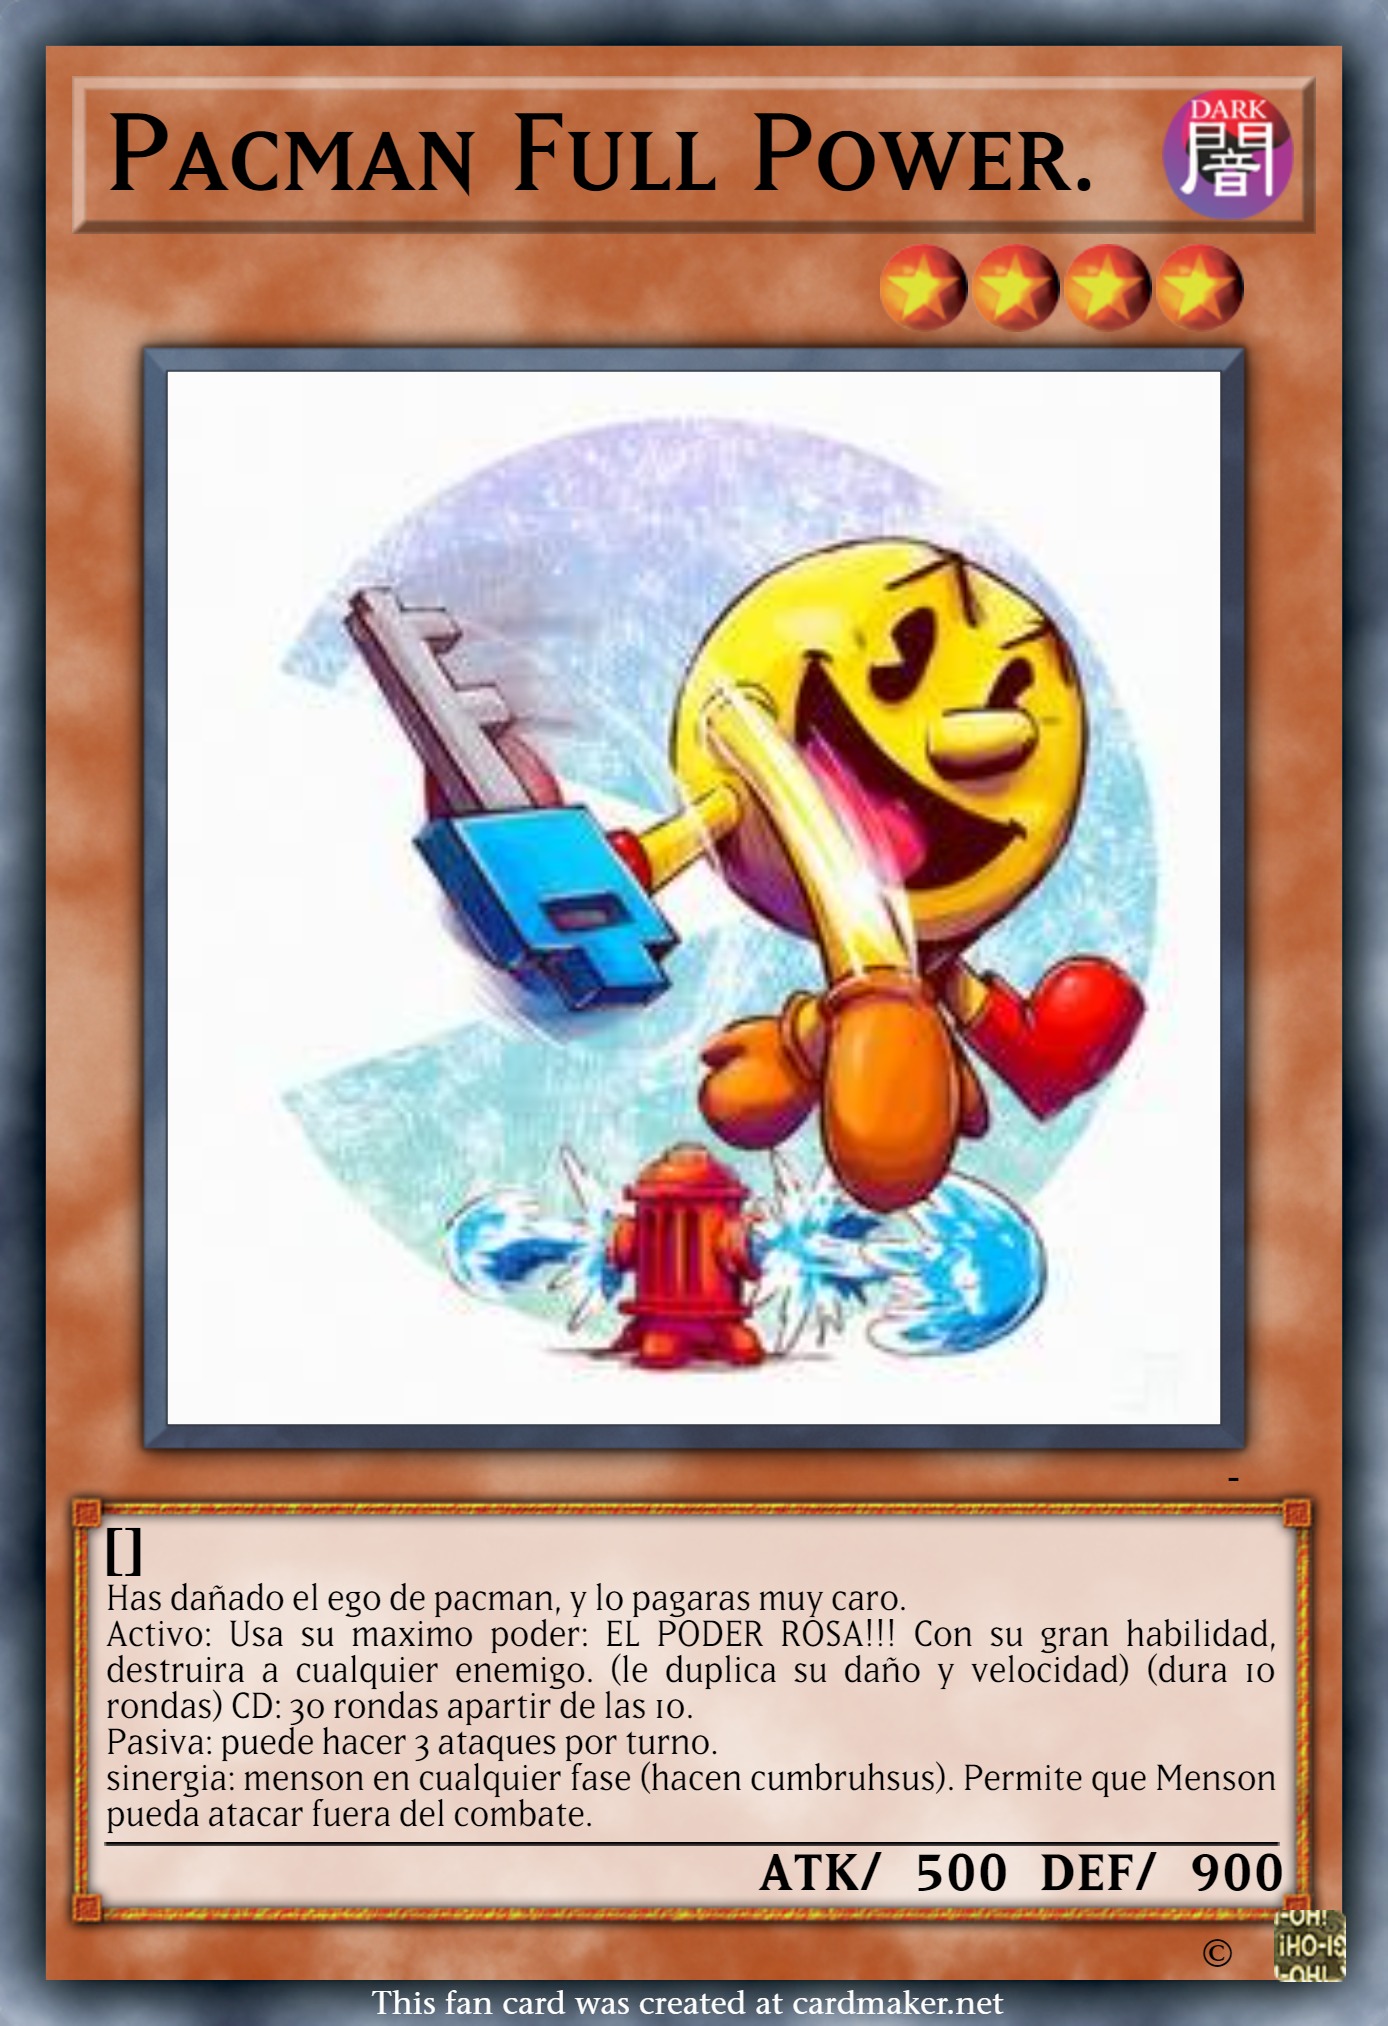 Pacman Full Power.
DARK
闇
-
[]
Has dañado el ego de pacman, y lo pagaras muy caro.
Activo: Usa su maximo poder: EL PODER ROSA!!! Con su gran habilidad,
destruira a cualquier enemigo. (le duplica su daño y velocidad) (dura 10
rondas) CD: 30 rondas apartir de las 10.
Pasiva: puede hacer 3 ataques por turno.
sinergia: menson en cualquier fase (hacen cumbruhsus). Permite que Menson
pueda atacar fuera del combate.
ATK/ 500 DEF/ 900
©
This fan card was created at cardmaker.net